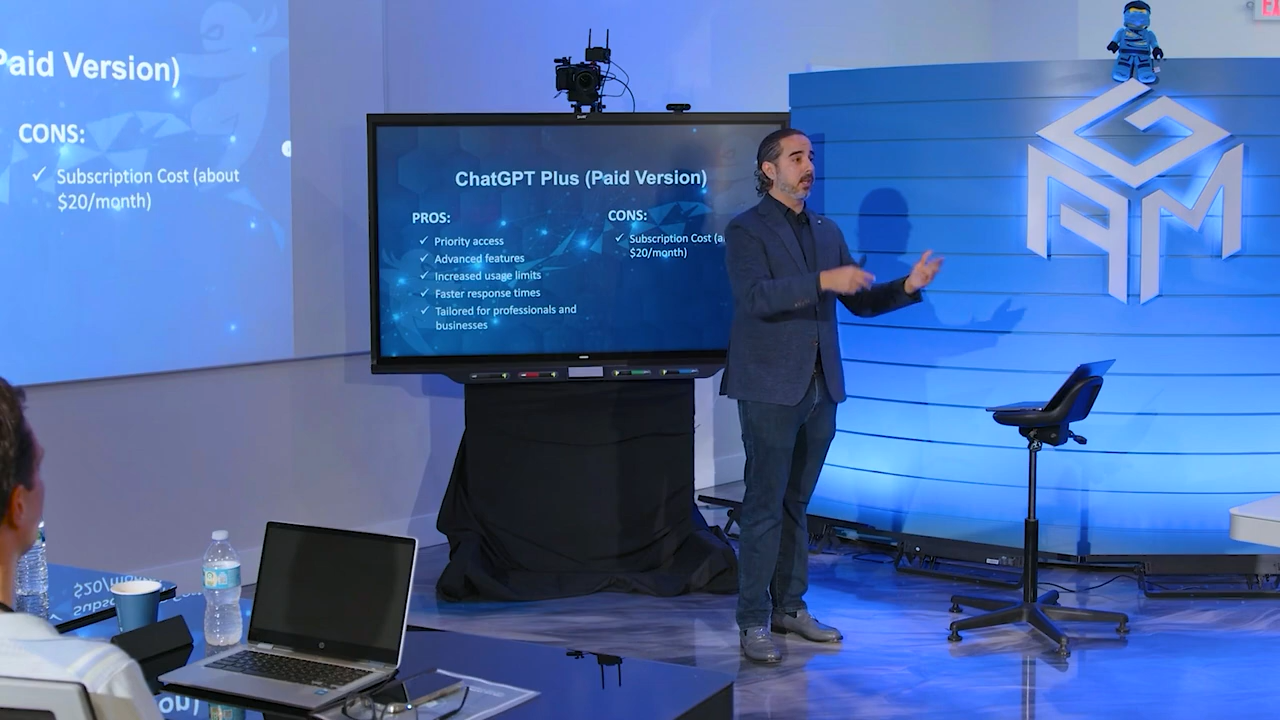 Paid Version)
CONS:
✓ Subscription Cost (about
$20/month)
ChatGPT Plus (Paid Version)
PROS:
✓ Priority access
✓ Advanced features
✓ Increased usage limits
✓ Faster response times
✓ Tailored for professionals and
businesses
CONS:
✓ Subscription Cost (a
$20/month)